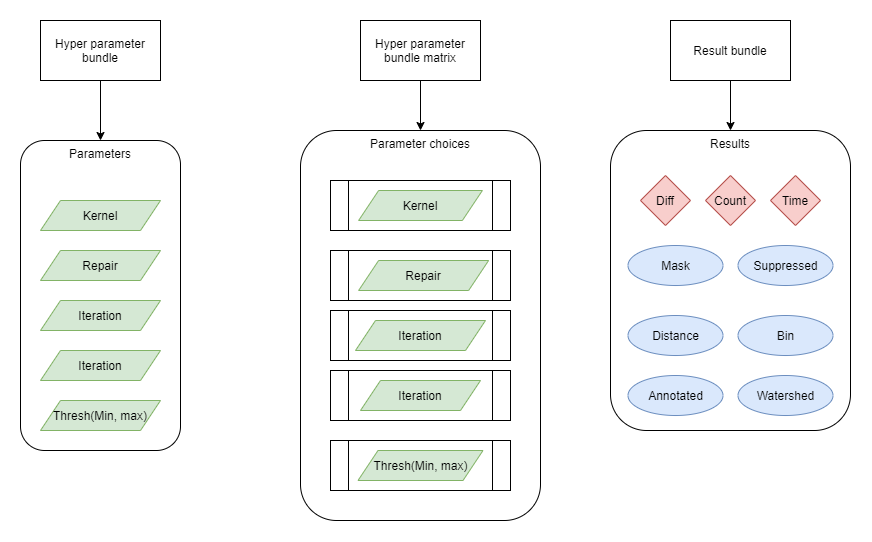 Hyper parameter
bundle
Parameters
Kernel
Repair
Iteration
Iteration
Thresh(Min, max)
Hyper parameter
bundle matrix
Parameter choices
Kernel
Repair
Iteration
Iteration
Thresh(Min, max)
Result bundle
Results
Diff
Count
Time
Mask
Suppressed
Distance
Bin
Annotated
Watershed